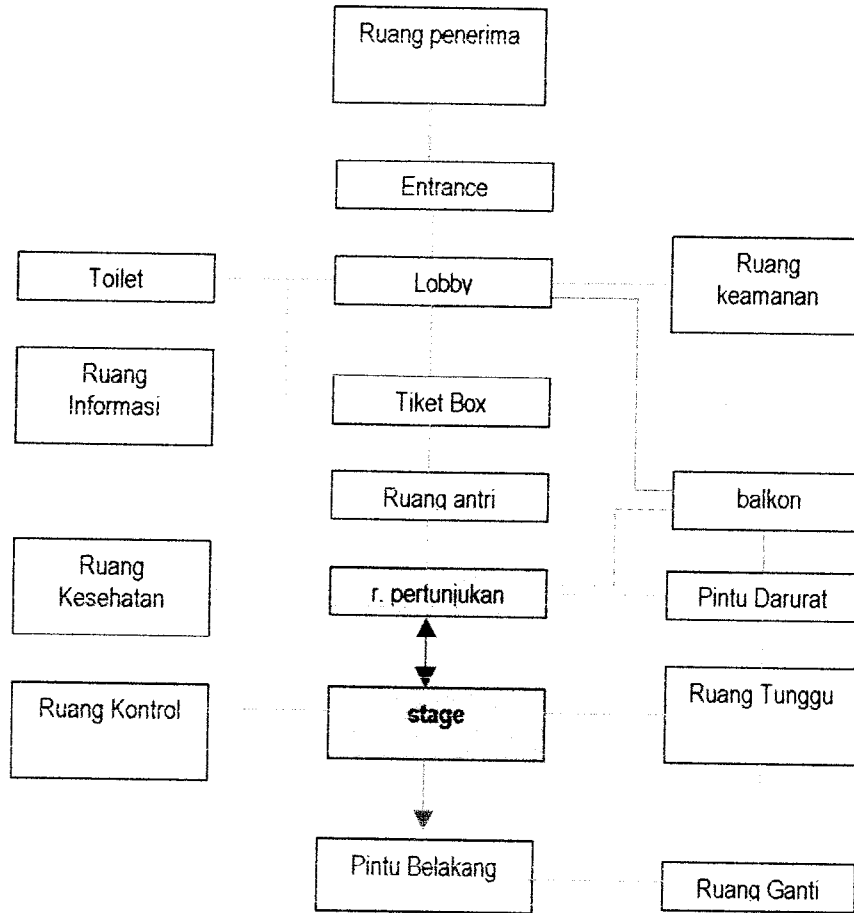 Ruang penerima
Entrance
Toilet
Lobby
Ruang
keamanan
Ruang
Informasi
Tiket Box
Ruang antri
balkon
Ruang
Kesehatan
r. pertunjukan
Pintu Darurat
Ruang Kontrol
stage
Ruang Tunggu
Pintu Belakang
Ruang Ganti